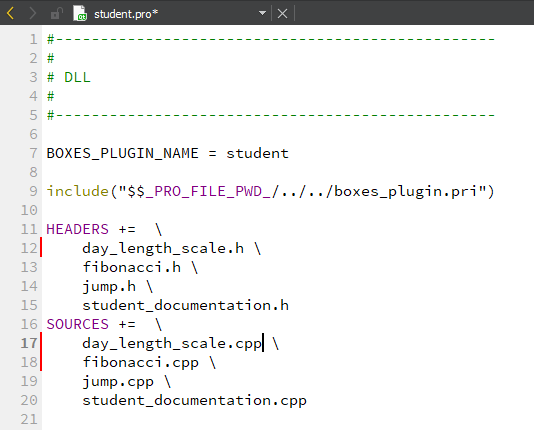 student.pro*
1 #------------------------------------------------
2 #
3 # DLL
4 #
5 #------------------------------------------------
6
7 BOXES_PLUGIN_NAME = student
8
9 include("$$_PRO_FILE_PWD_/../../boxes_plugin.pri")
10
11 HEADERS +=  \
12     day_length_scale.h \
13     fibonacci.h \
14     jump.h \
15     student_documentation.h
16 SOURCES +=  \
17     day_length_scale.cpp \
18     fibonacci.cpp \
19     jump.cpp \
20     student_documentation.cpp
21